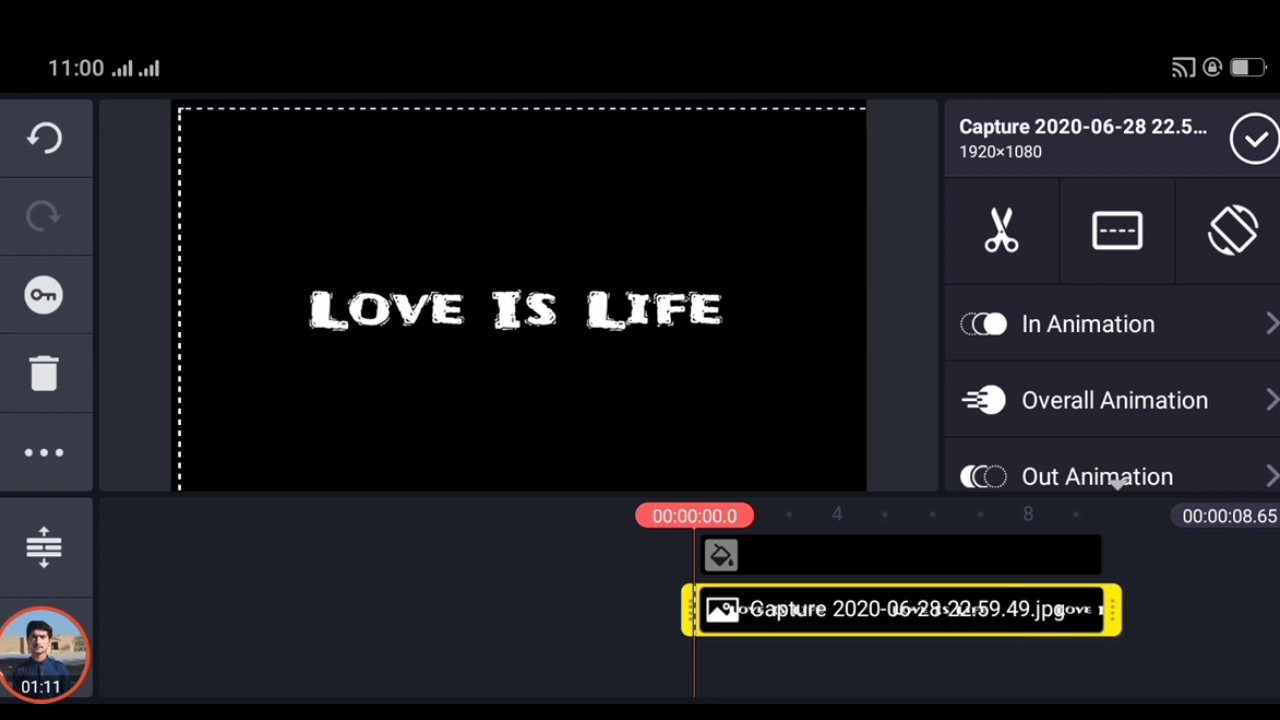 11:00
Capture 2020-06-28 22.5...
1920×1080
LOVE IS LIFE
In Animation
Overall Animation
Out Animation
00:00:00.0
4
8
00:00:08.65
Capture 2020-06-28 22.59.49.jpg
01:11